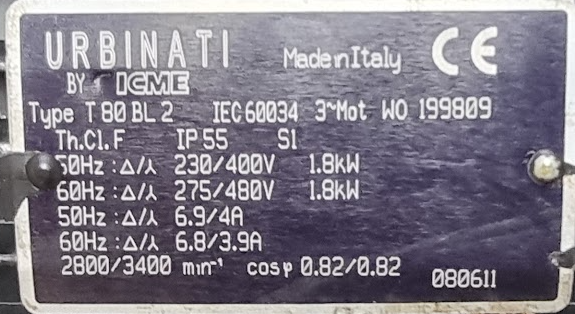 URBINATI
BY ICME
Made in Italy
CE
Type T 80 BL 2 IEC 60034 3~Mot WO 199809
Th.Cl.F IP 55 S1
50Hz :Δ/⅄ 230/400V 1.8kW
60Hz :Δ/⅄ 275/480V 1.8kW
50Hz :Δ/⅄ 6.9/4A
60Hz :Δ/⅄ 6.8/3.9A
2800/3400 min⁻¹ cosφ 0.82/0.82
080611